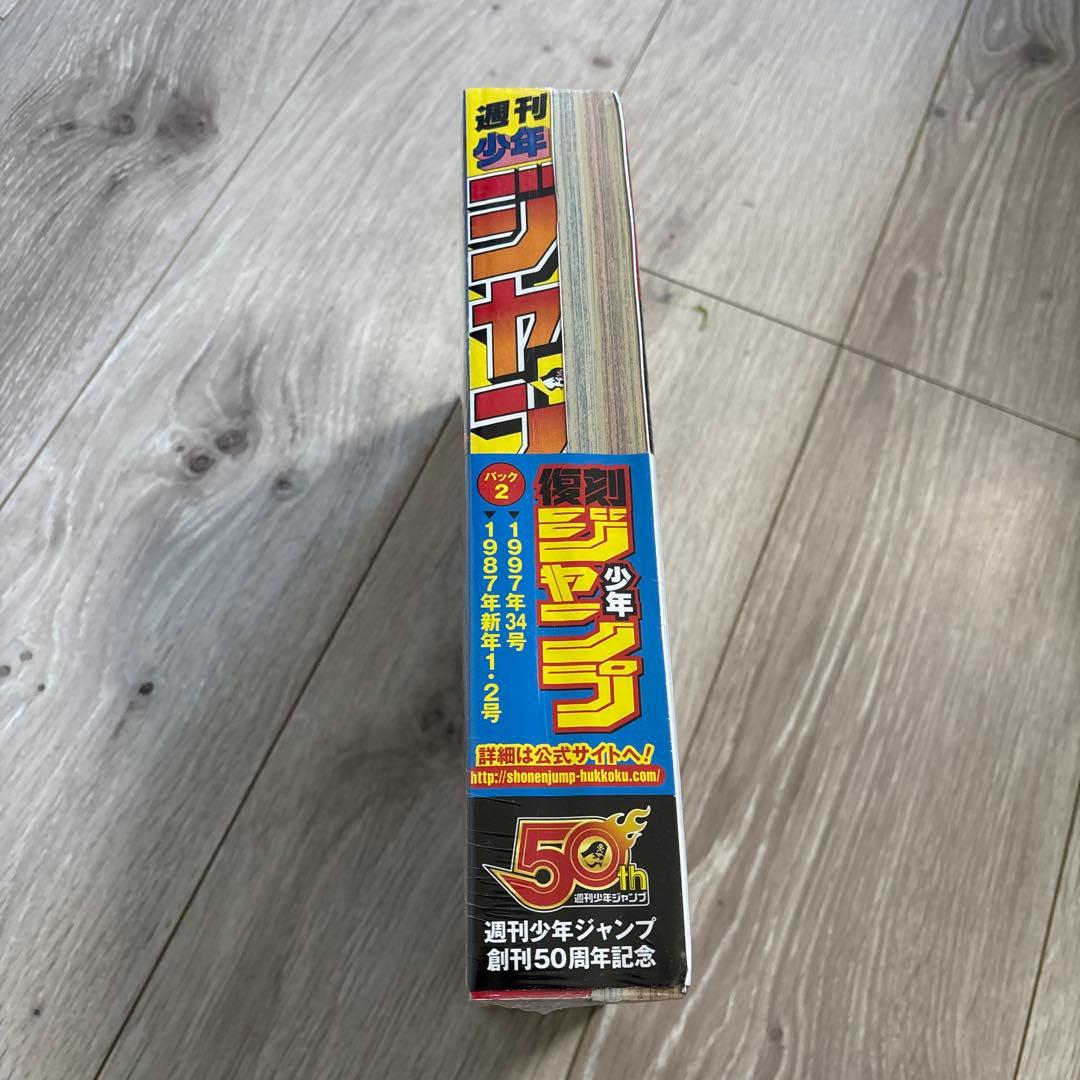 週刊
少年
ジャンプ
パック
2
復刻
少年
ジャンプ
▼1997年34号
▼1987年新年1・2号
詳細は公式サイトへ!
http://shonenjump-hukkoku.com/
50th
週刊少年ジャンプ
週刊少年ジャンプ
創刊50周年記念